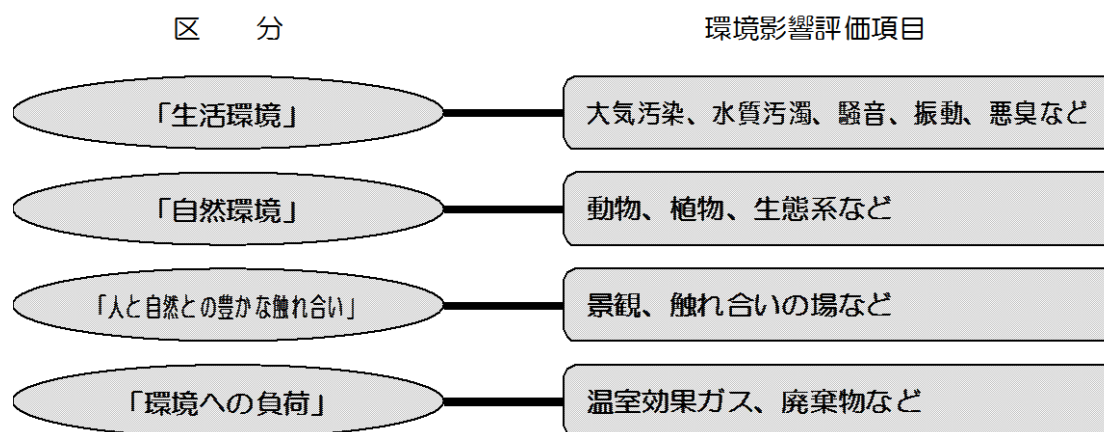 区　分　環境影響評価項目
「生活環境」　大気汚染、水質汚濁、騒音、振動、悪臭など
「自然環境」　動物、植物、生態系など
「人と自然との豊かな触れ合い」　景観、触れ合いの場など
「環境への負荷」　温室効果ガス、廃棄物など